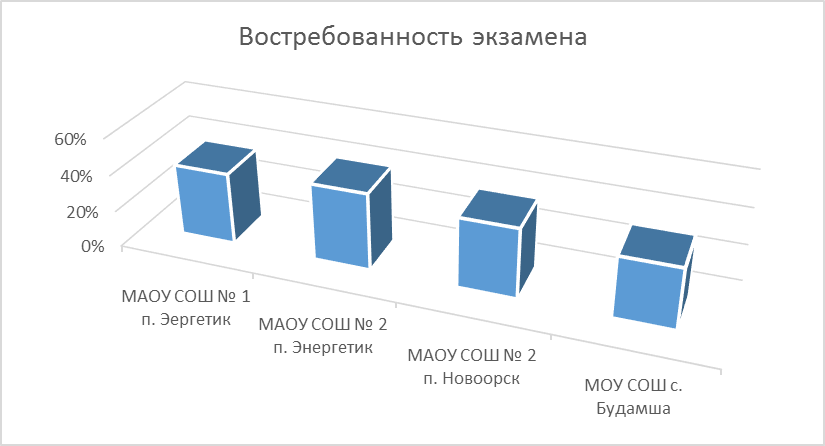 Востребованность экзамена
60%
40%
20%
0%
МАОУ СОШ № 1
п. Эергетик
МАОУ СОШ № 2
п. Энергетик
МАОУ СОШ № 2
п. Новоорск
МОУ СОШ с.
Будамша